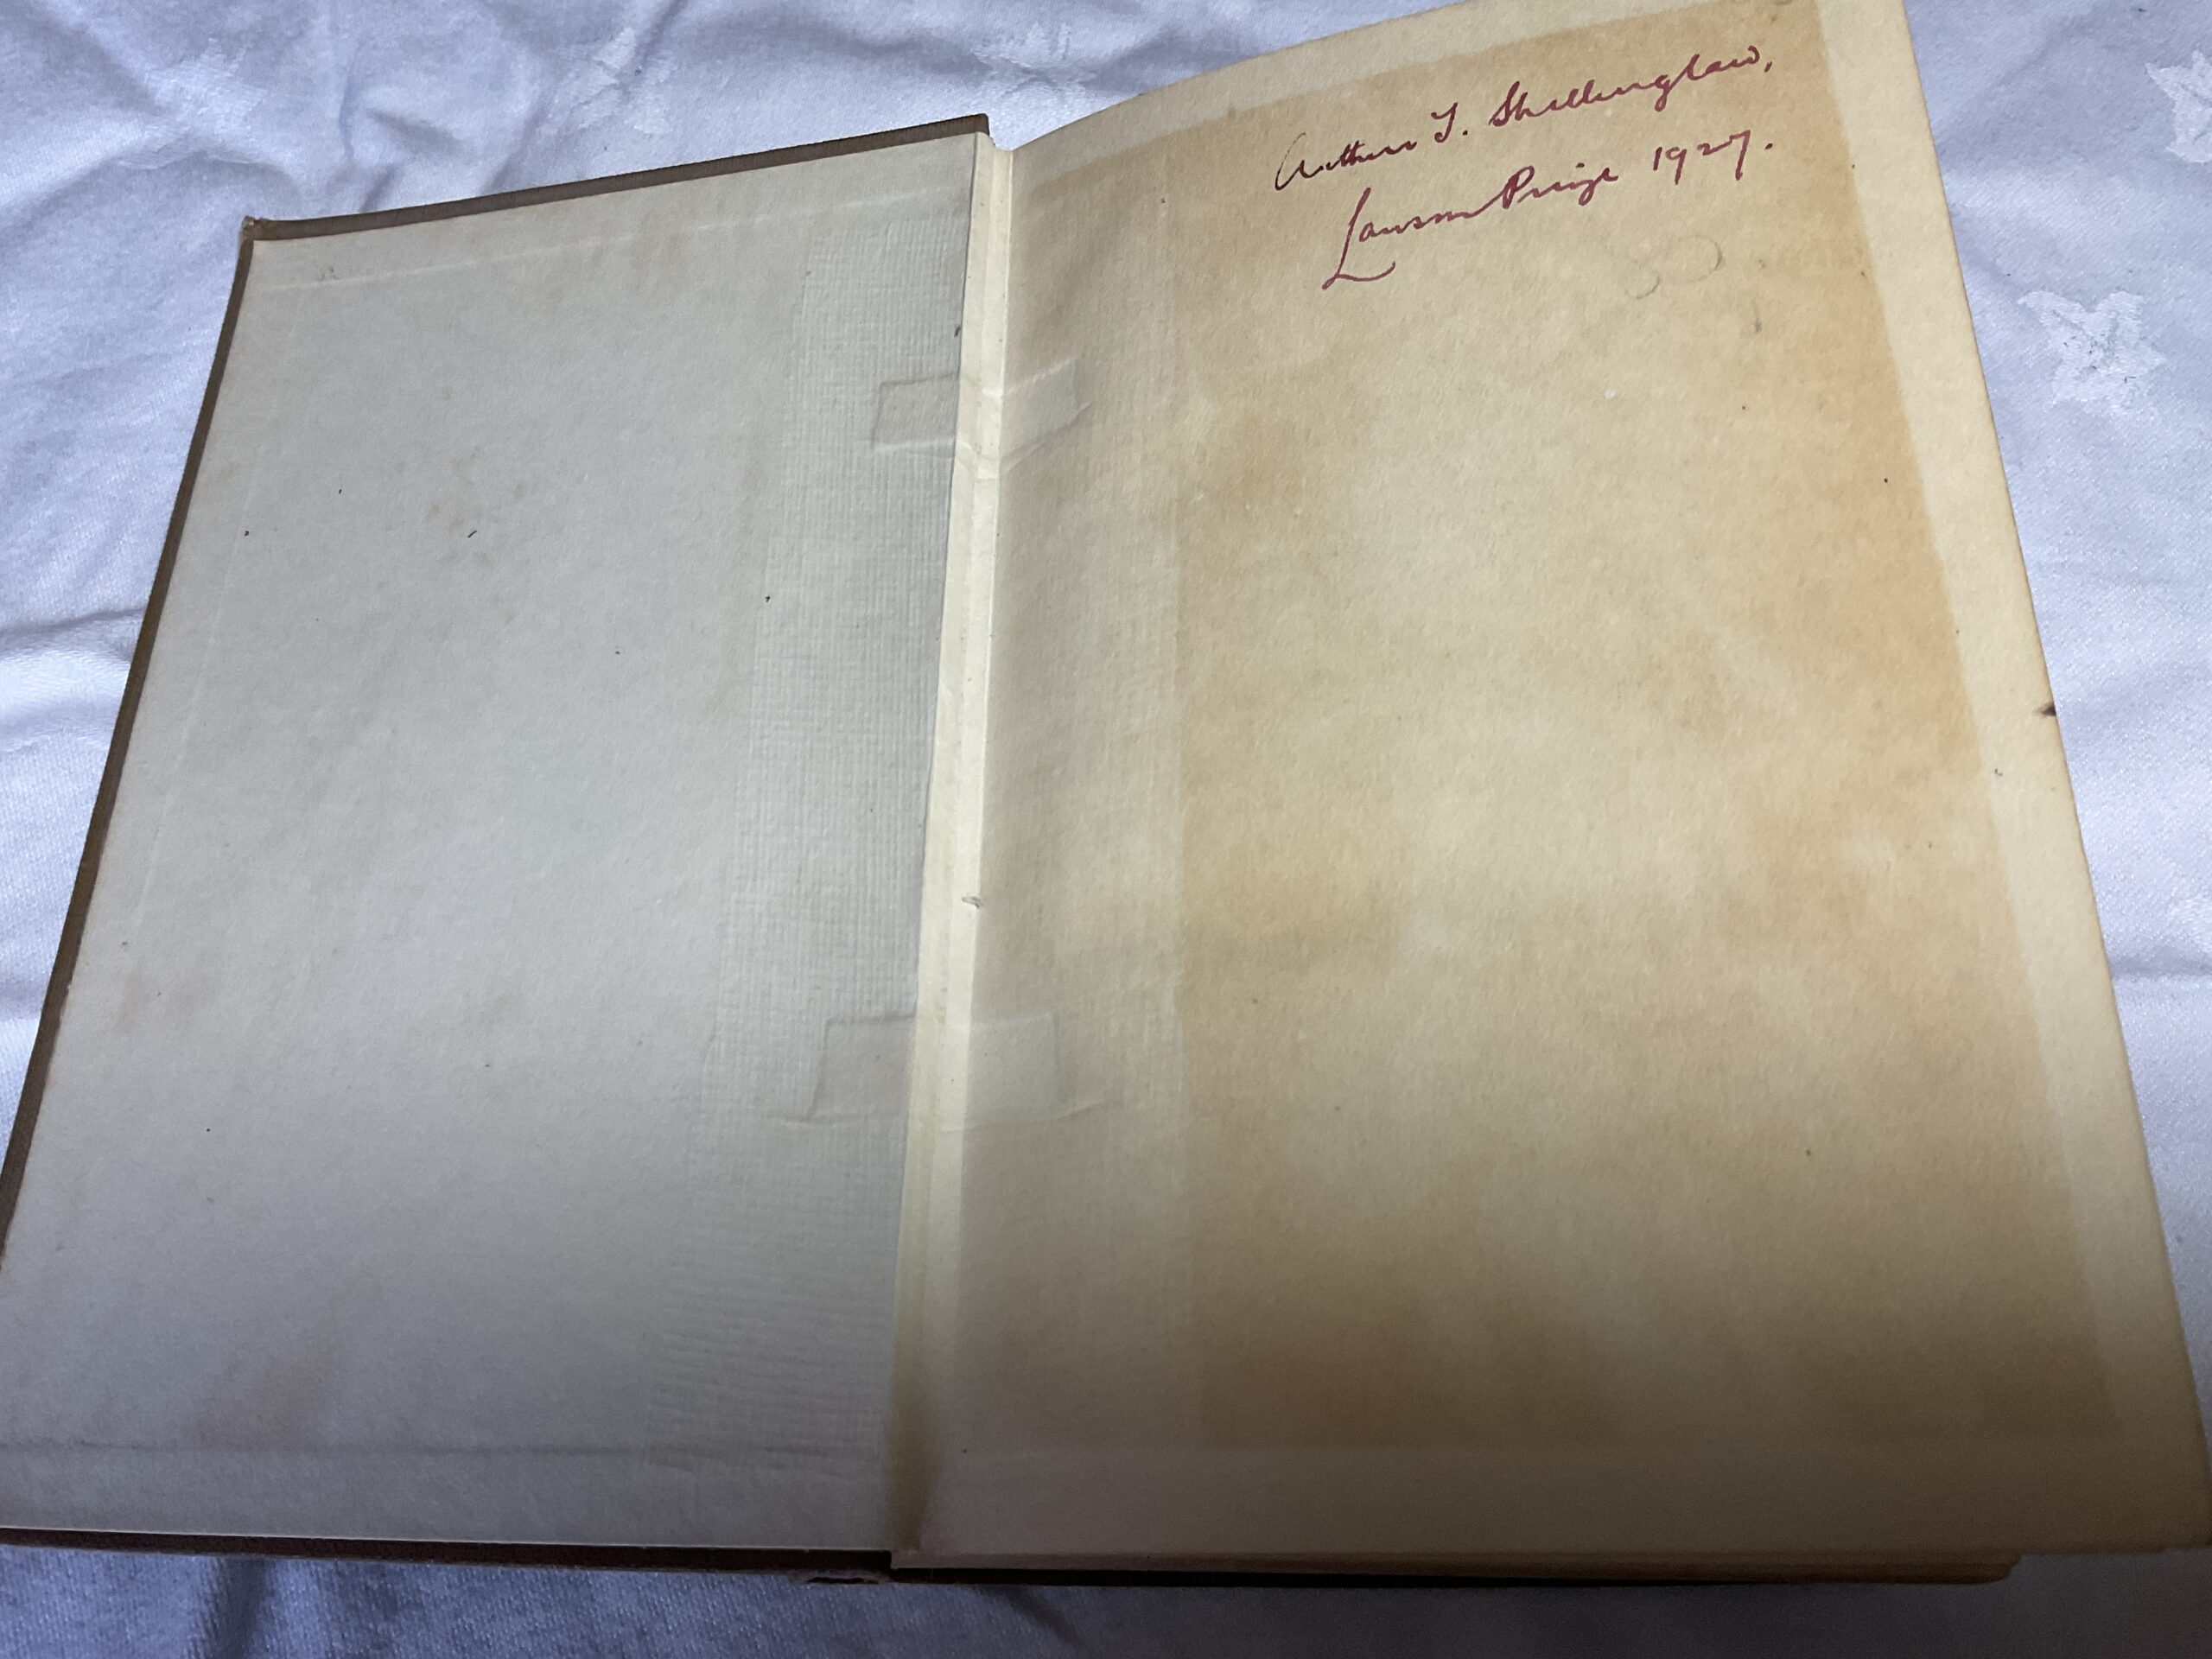 Arthur T. Shillinglaw,
Lawson Prize 1927.